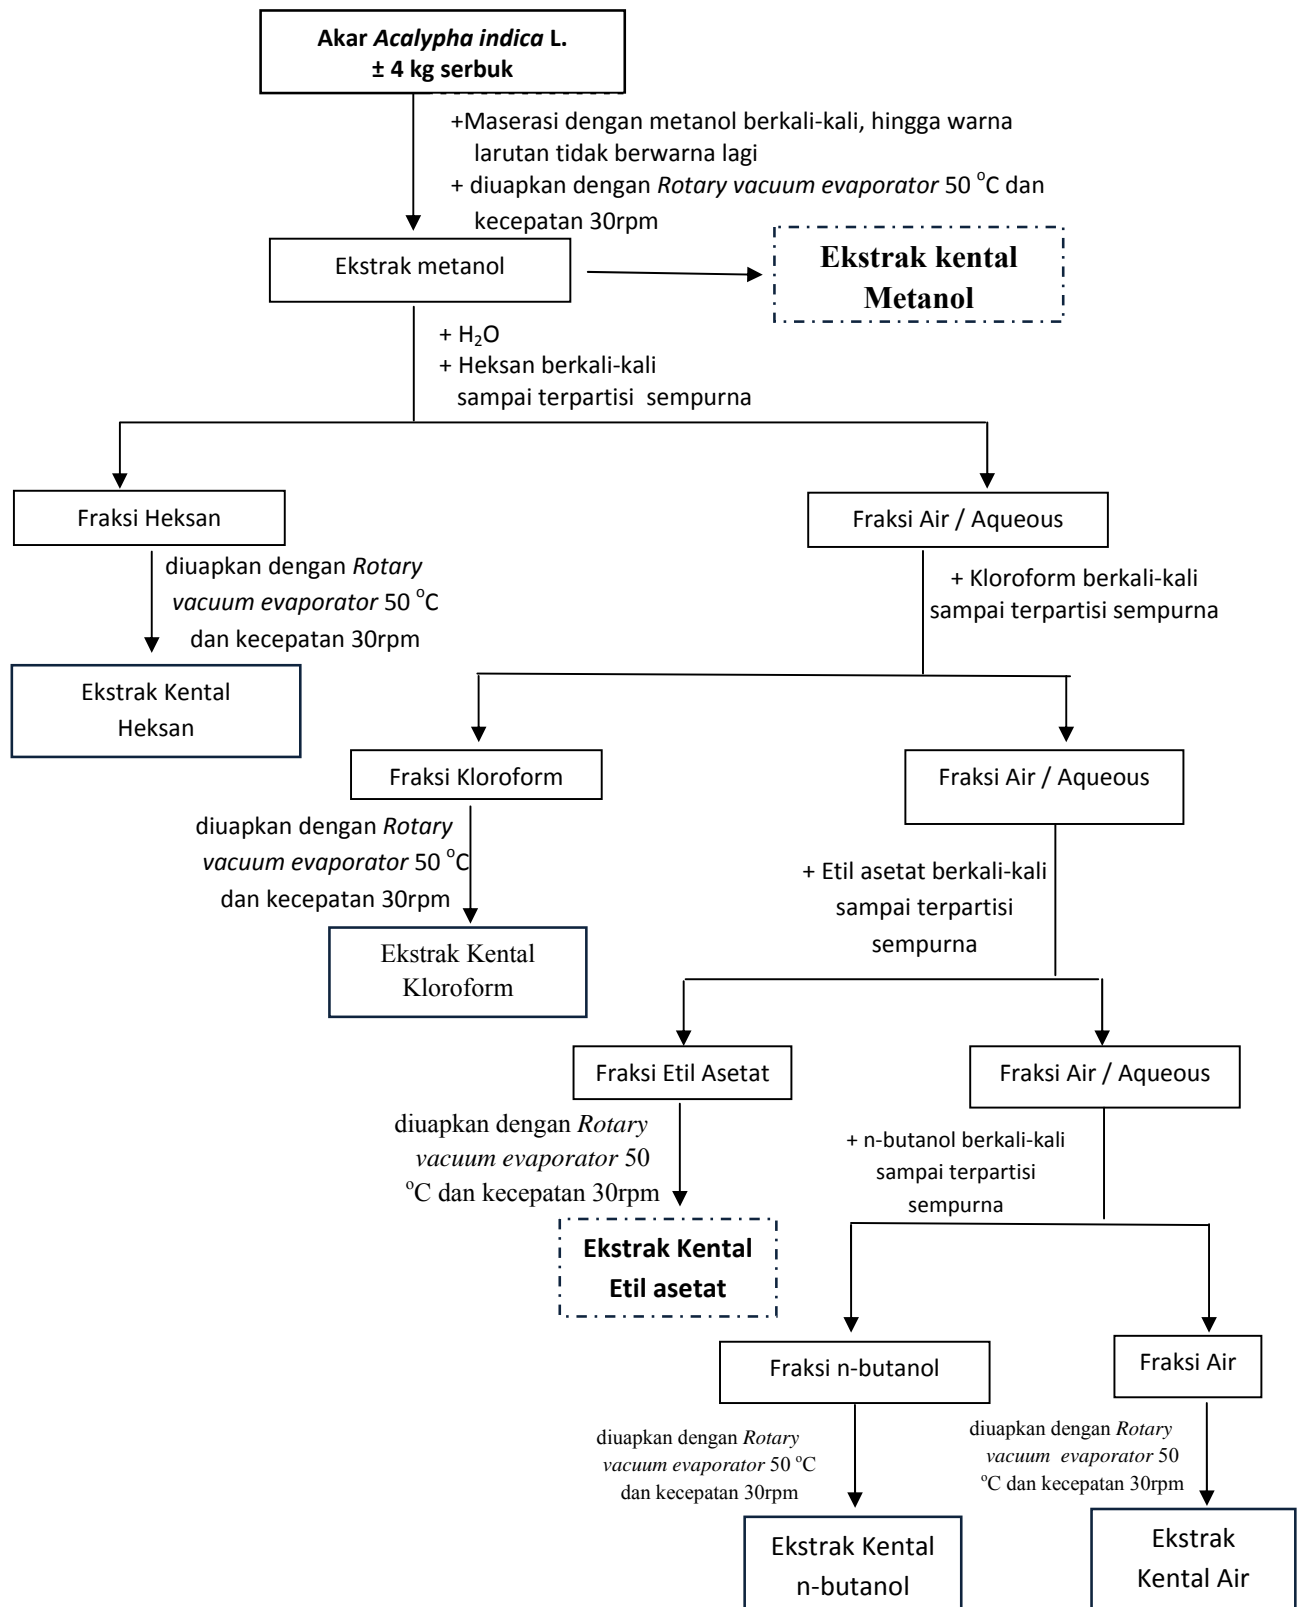 Akar Acalypha indica L.
± 4 kg serbuk
+Maserasi dengan metanol berkali-kali, hingga warna
larutan tidak berwarna lagi
+ diuapkan dengan Rotary vacuum evaporator 50 °C dan
kecepatan 30rpm
Ekstrak metanol
Ekstrak kental
Metanol
+ H₂O
+ Heksan berkali-kali
sampai terpartisi sempurna
Fraksi Heksan
Fraksi Air / Aqueous
diuapkan dengan Rotary
vacuum evaporator 50 °C
dan kecepatan 30rpm
+ Kloroform berkali-kali
sampai terpartisi sempurna
Ekstrak Kental
Heksan
Fraksi Kloroform
Fraksi Air / Aqueous
diuapkan dengan Rotary
vacuum evaporator 50 °C
dan kecepatan 30rpm
+ Etil asetat berkali-kali
sampai terpartisi
sempurna
Ekstrak Kental
Kloroform
Fraksi Etil Asetat
Fraksi Air / Aqueous
diuapkan dengan Rotary
vacuum evaporator 50
°C dan kecepatan 30rpm
+ n-butanol berkali-kali
sampai terpartisi
sempurna
Ekstrak Kental
Etil asetat
Fraksi n-butanol
Fraksi Air
diuapkan dengan Rotary
vacuum evaporator 50 °C
dan kecepatan 30rpm
diuapkan dengan Rotary
vacuum evaporator 50
°C dan kecepatan 30rpm
Ekstrak Kental
n-butanol
Ekstrak
Kental Air